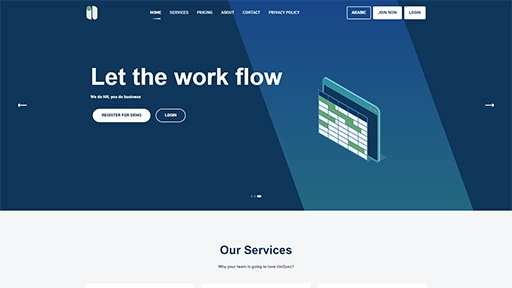 HOME SERVICES PRICING ABOUT CONTACT PRIVACY POLICY ARABIC JOIN NOW LOGIN
Let the work flow
We do HR, you do business
REGISTER FOR DEMO LOGIN
Our Services
Why your team is going to love UniSync?